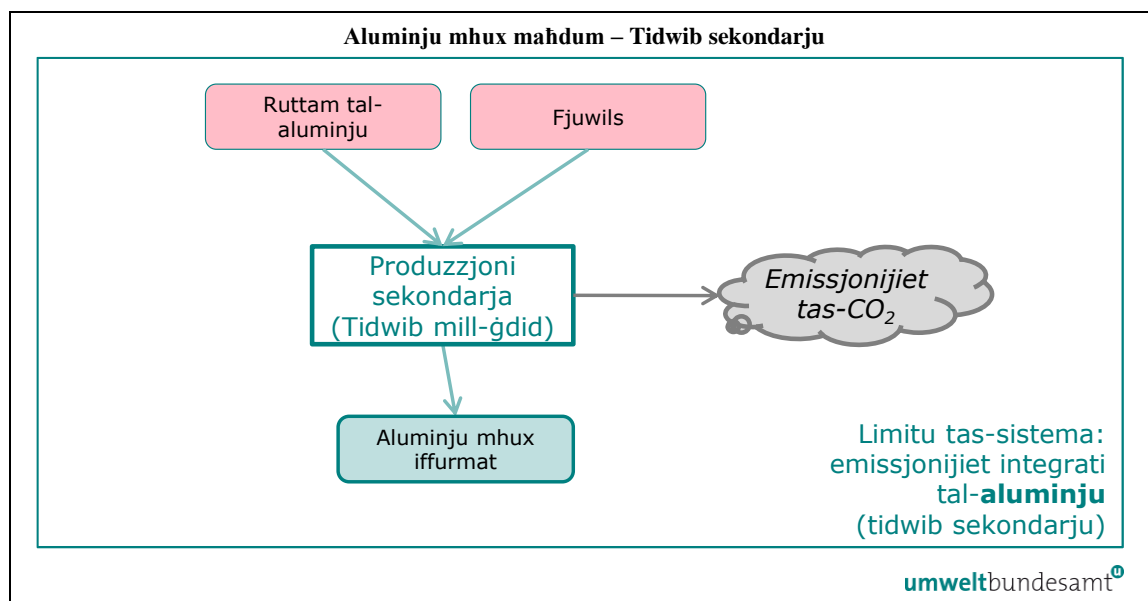 Aluminju mhux maħdum – Tidwib sekondarju
Ruttam tal-
aluminju
Fjuwils
Produzzjoni
sekondarja
(Tidwib mill-ġdid)
Emissjonijiet
tas-CO₂
Aluminju mhux
iffurmat
Limitu tas-sistema:
emissjonijiet integrati
tal-aluminju
(tidwib sekondarju)
umweltbundesamt
u